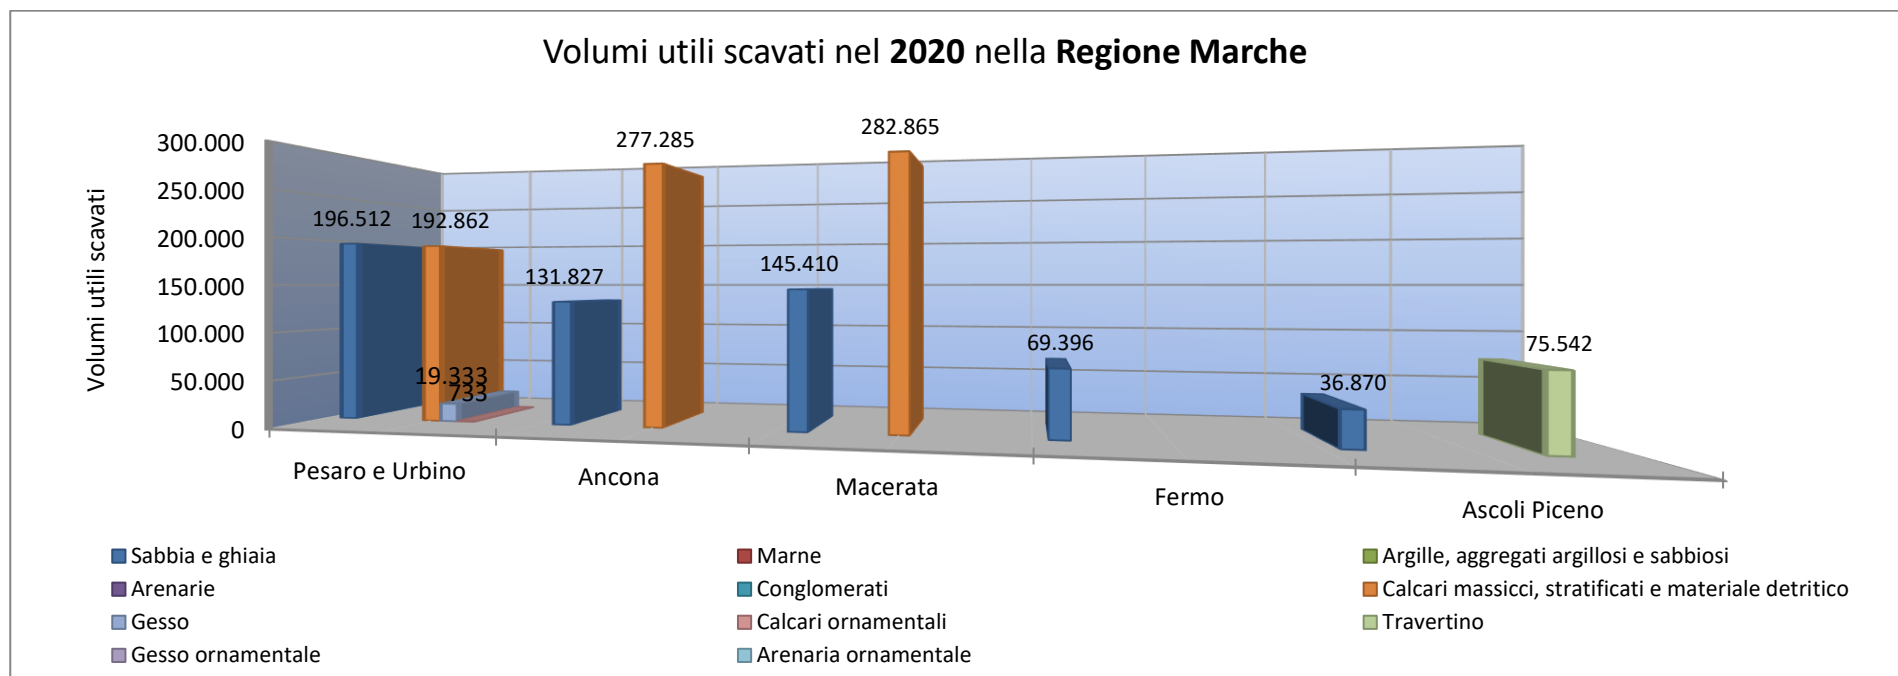 Volumi utili scavati nel 2020 nella Regione Marche
Volumi utili scavati
300.000
250.000
200.000
150.000
100.000
50.000
0
196.512
192.862
19.333
733
131.827
277.285
145.410
282.865
69.396
36.870
75.542
Pesaro e Urbino
Ancona
Macerata
Fermo
Ascoli Piceno
Sabbia e ghiaia
Marne
Argille, aggregati argillosi e sabbiosi
Arenarie
Conglomerati
Calcari massicci, stratificati e materiale detritico
Gesso
Calcari ornamentali
Travertino
Gesso ornamentale
Arenaria ornamentale